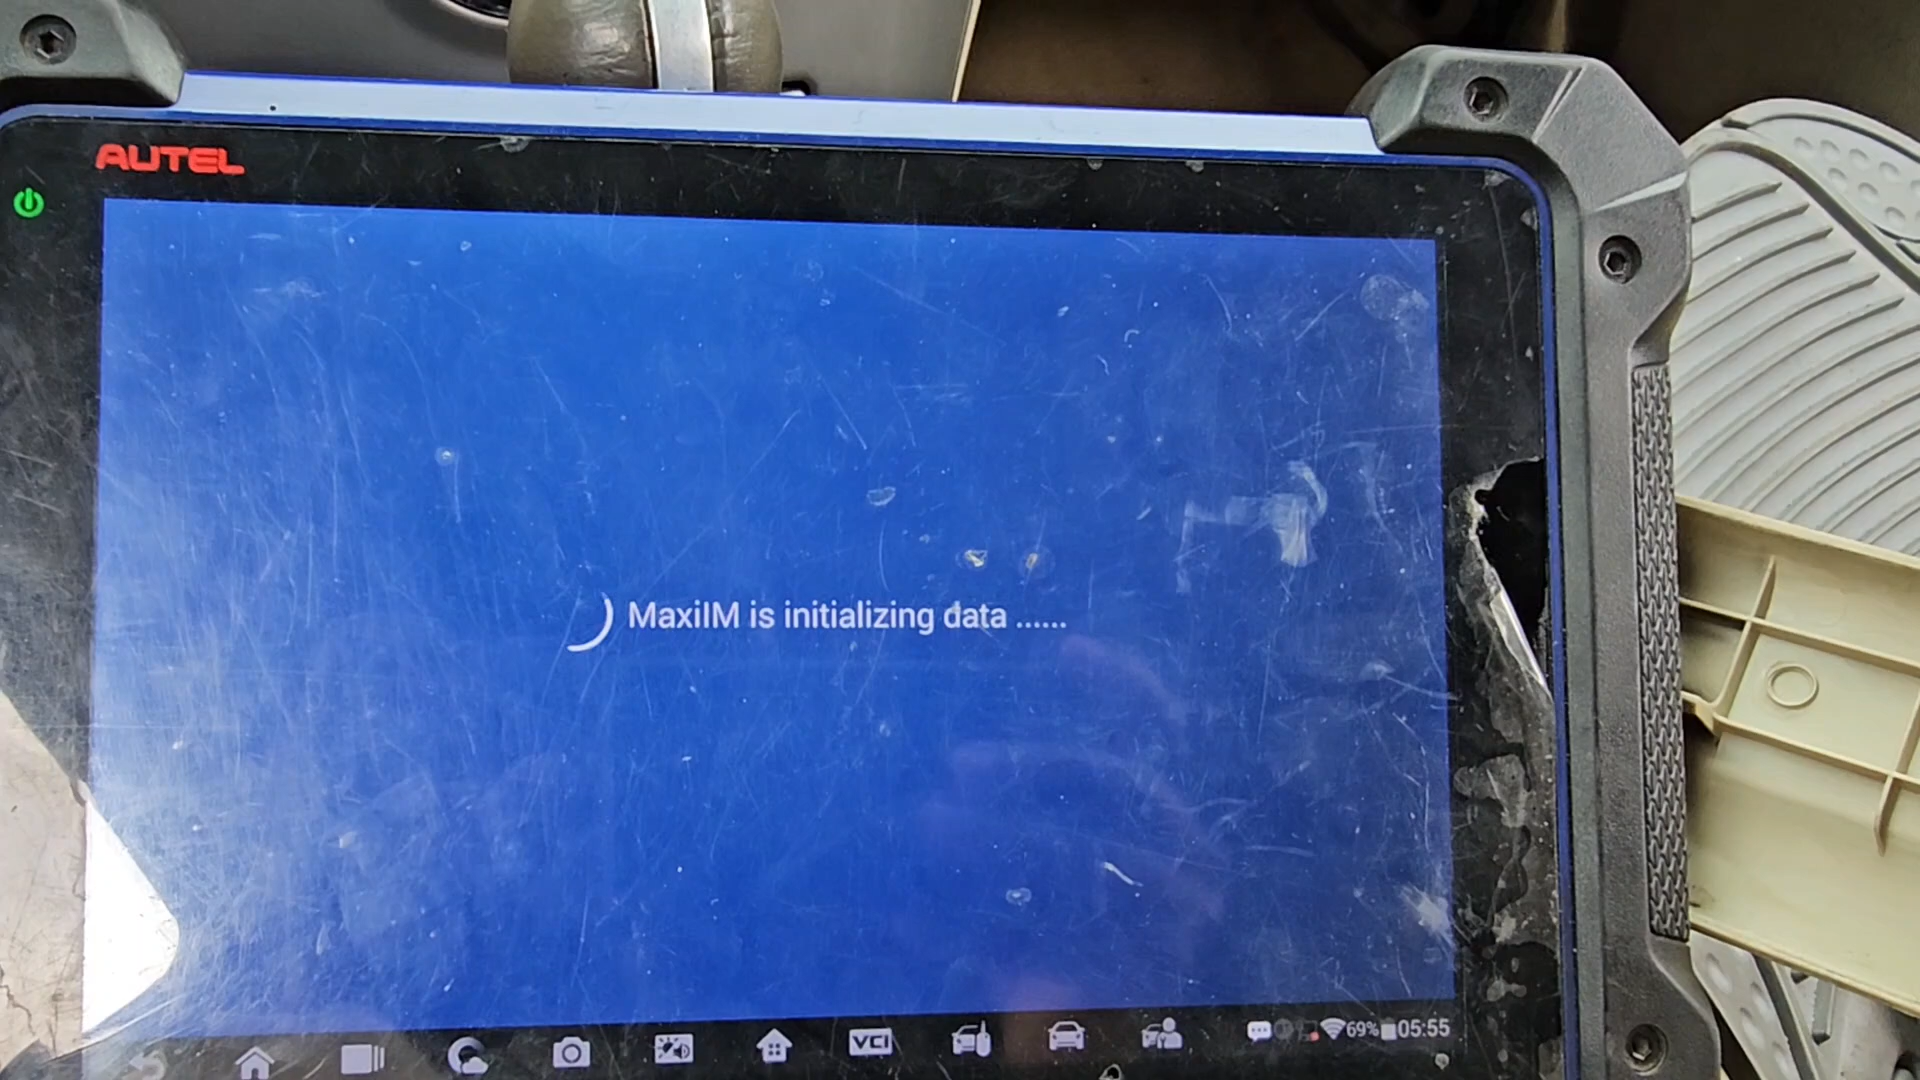 AUTEL
MaxiIM is initializing data ......
VCI
69%
05:55